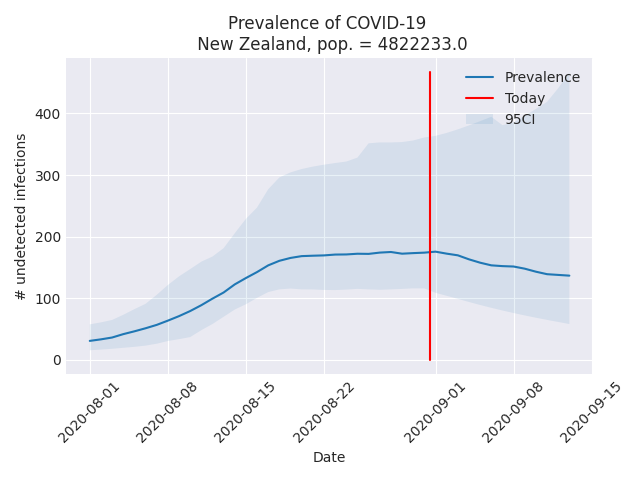 Prevalence of COVID-19
New Zealand, pop. = 4822233.0
Prevalence
Today
95CI
# undetected infections
400
300
200
100
0
2020-08-01
2020-08-08
2020-08-15
2020-08-22
2020-09-01
2020-09-08
2020-09-15
Date